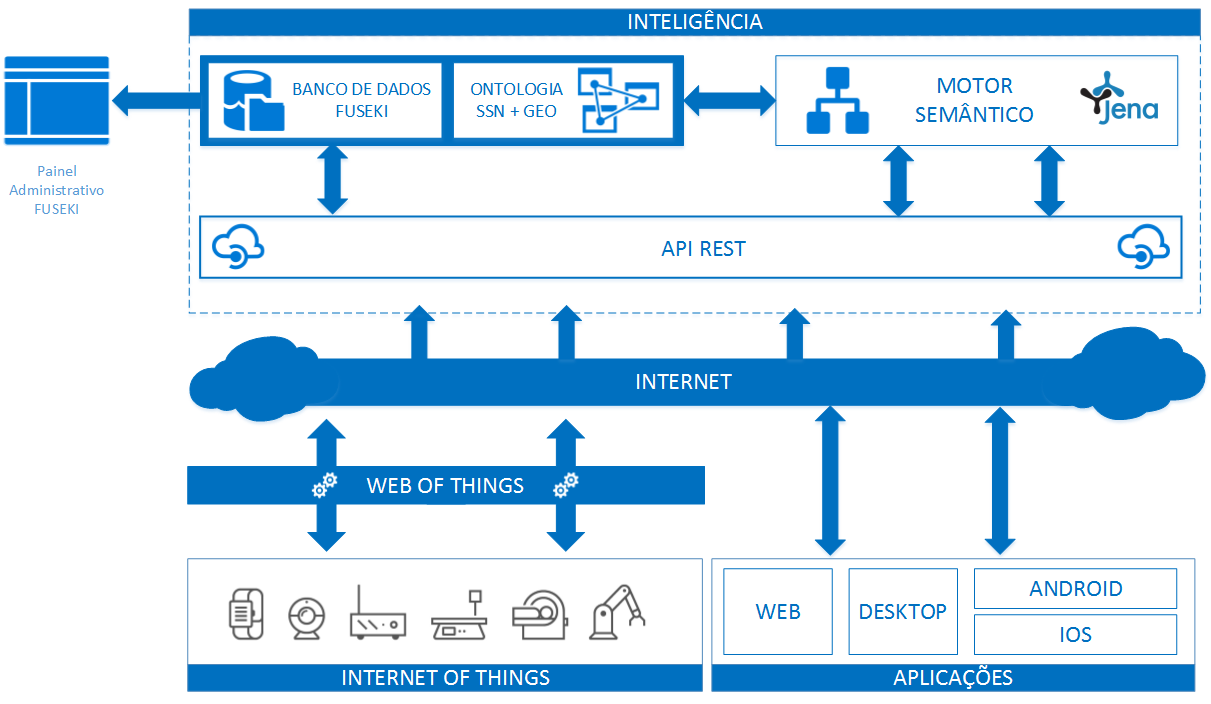 INTELIGÊNCIA
BANCO DE DADOS
FUSEKI
ONTOLOGIA
SSN + GEO
MOTOR
SEMÂNTICO
jena
Painel
Administrativo
FUSEKI
API REST
INTERNET
WEB OF THINGS
WEB
DESKTOP
ANDROID
IOS
INTERNET OF THINGS
APLICAÇÕES